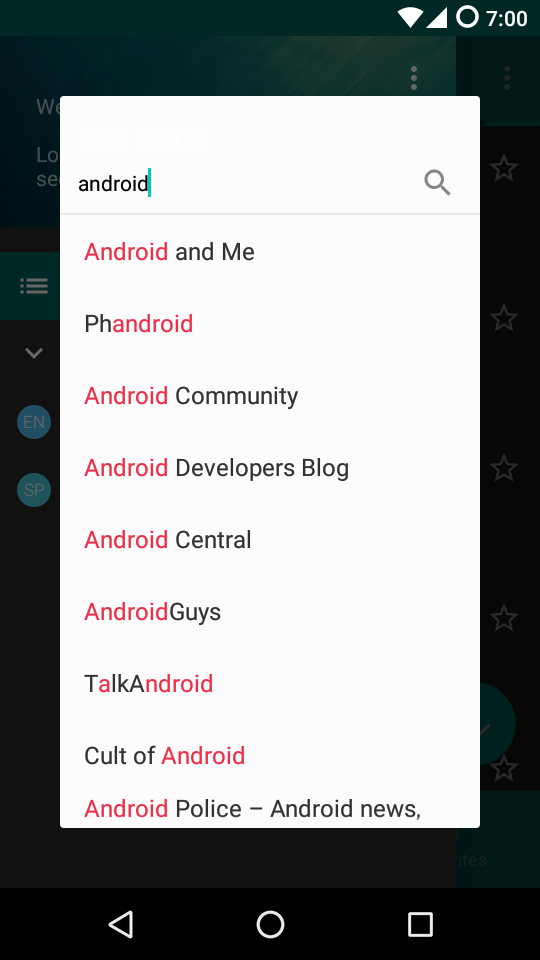 7:00
We
Feed search
Lo
se
android
Android and Me
Phandroid
Android Community
Android Developers Blog
EN
SP
Android Central
AndroidGuys
TalkAndroid
Cult of Android
Android Police – Android news,
rites